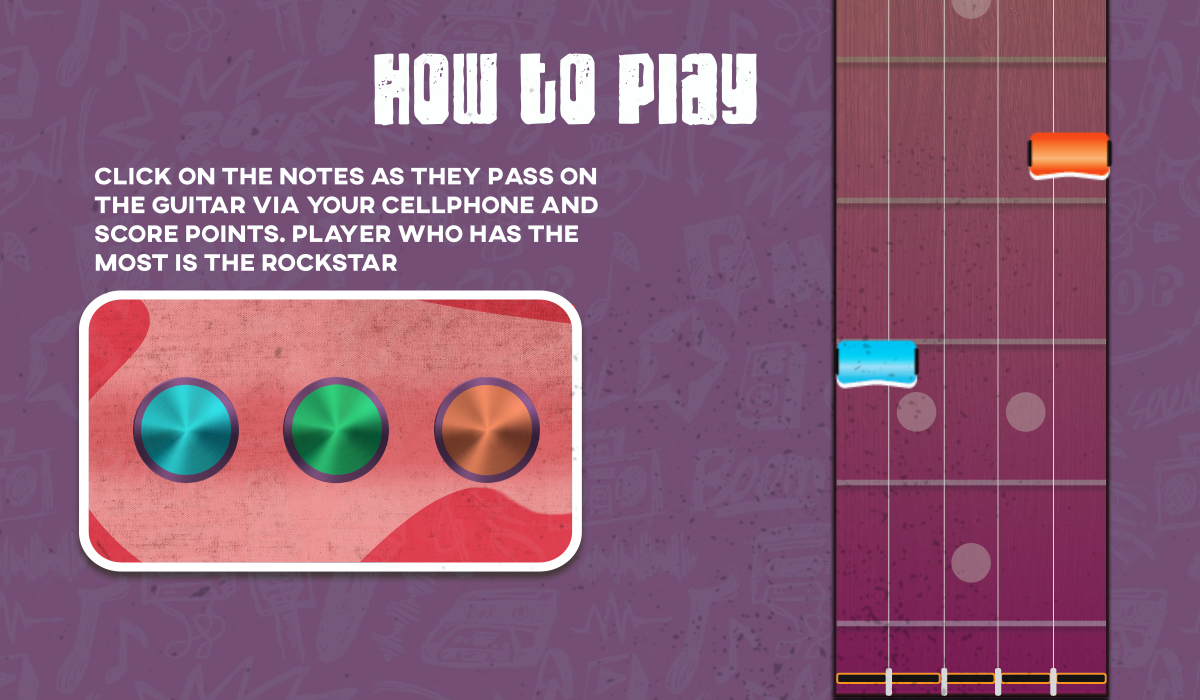 How to Play
CLICK ON THE NOTES AS THEY PASS ON
THE GUITAR VIA YOUR CELLPHONE AND
SCORE POINTS. PLAYER WHO HAS THE
MOST IS THE ROCKSTAR